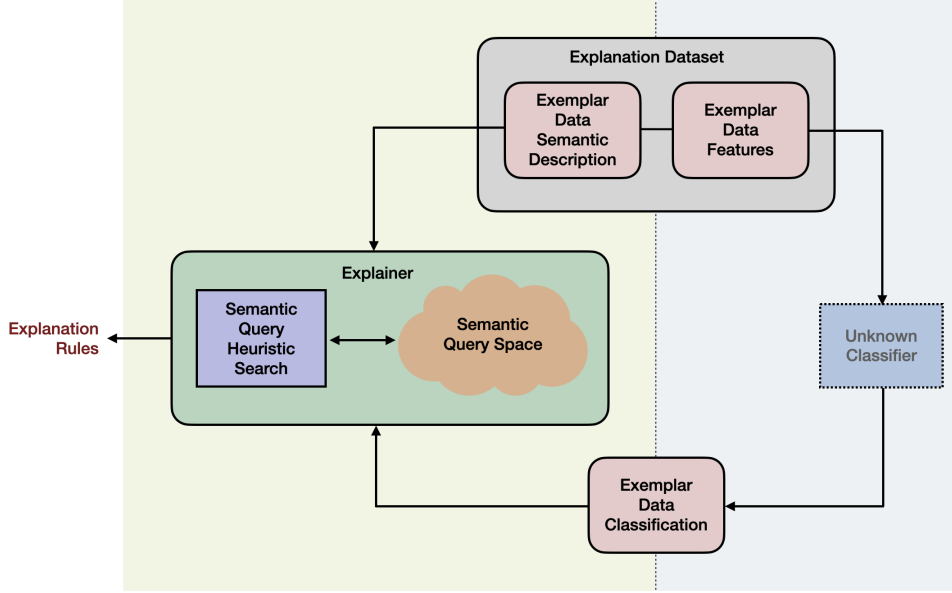 Explanation Dataset
Exemplar
Data
Semantic
Description
Exemplar
Data
Features
Explainer
Semantic
Query
Heuristic
Search
Semantic
Query Space
Explanation
Rules
Unknown
Classifier
Exemplar
Data
Classification